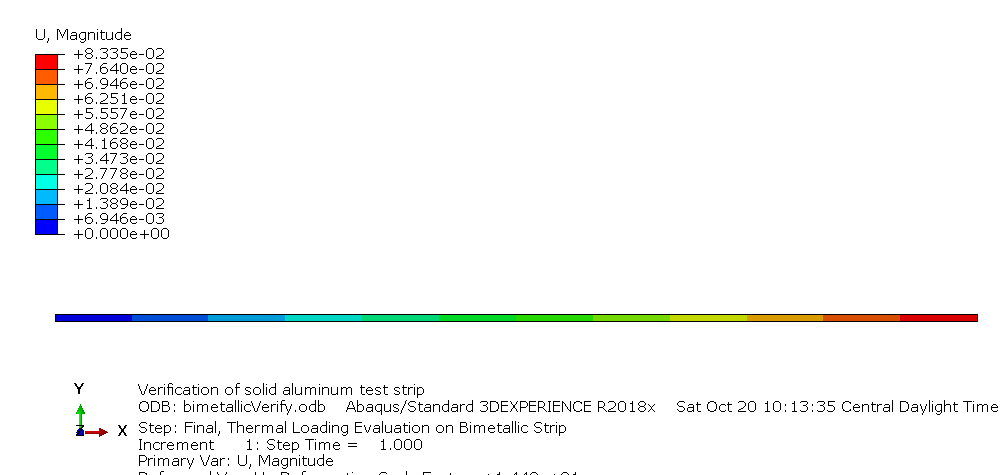 U, Magnitude
+8.335e-02
+7.640e-02
+6.946e-02
+6.251e-02
+5.557e-02
+4.862e-02
+4.168e-02
+3.473e-02
+2.778e-02
+2.084e-02
+1.389e-02
+6.946e-03
+0.000e+00
Y
Z X
Verification of solid aluminum test strip
ODB: bimetallicVerify.odb Abaqus/Standard 3DEXPERIENCE R2018x Sat Oct 20 10:13:35 Central Daylight Time
Step: Final, Thermal Loading Evaluation on Bimetallic Strip
Increment 1: Step Time = 1.000
Primary Var: U, Magnitude